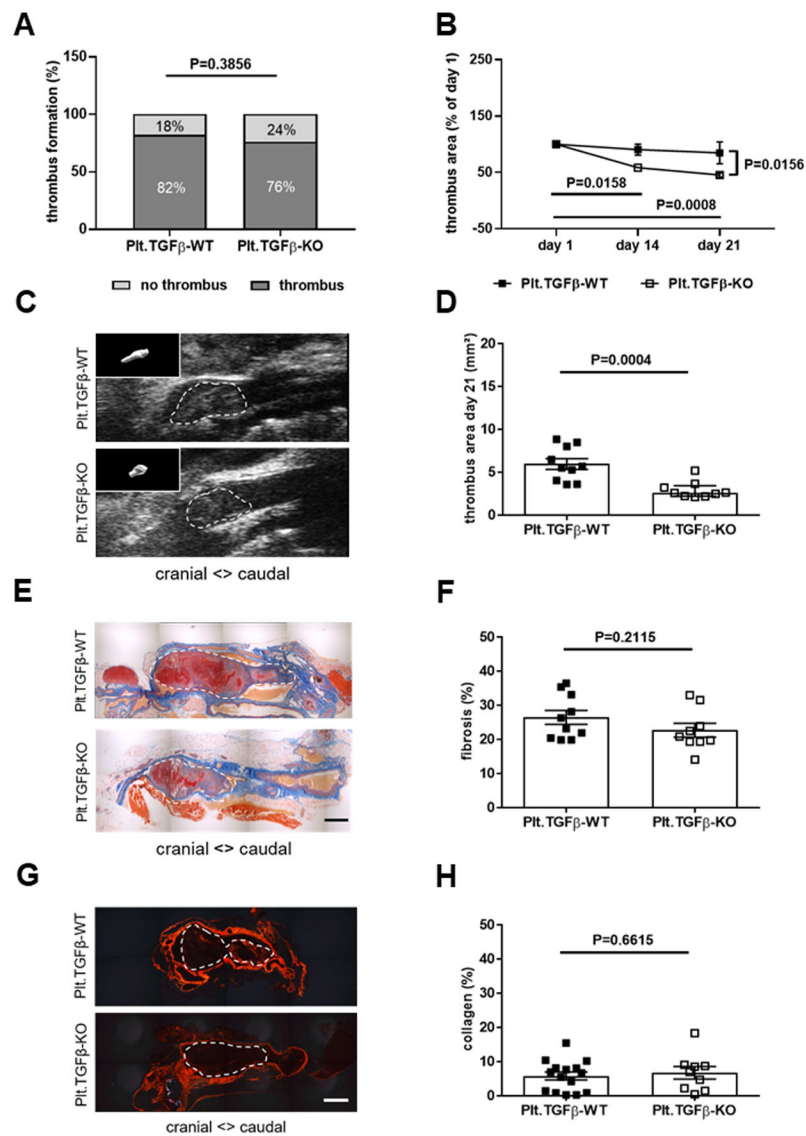 A
thrombus formation (%)
150
100
50
0
P=0.3856
18%
24%
82%
76%
Plt.TGFβ-WT
Plt.TGFβ-KO
no thrombus
thrombus
B
thrombus area (% of day 1)
250
150
50
-50
P=0.0156
P=0.0158
P=0.0008
day 1
day 14
day 21
Plt.TGFβ-WT
Plt.TGFβ-KO
C
Plt.TGFβ-WT
Plt.TGFβ-KO
cranial <> caudal
D
thrombus area day 21 (mm²)
20
15
10
5
0
P=0.0004
Plt.TGFβ-WT
Plt.TGFβ-KO
E
Plt.TGFβ-WT
Plt.TGFβ-KO
cranial <> caudal
F
fibrosis (%)
50
40
30
20
10
0
P=0.2115
Plt.TGFβ-WT
Plt.TGFβ-KO
G
Plt.TGFβ-WT
Plt.TGFβ-KO
cranial <> caudal
H
collagen (%)
50
40
30
20
10
0
P=0.6615
Plt.TGFβ-WT
Plt.TGFβ-KO